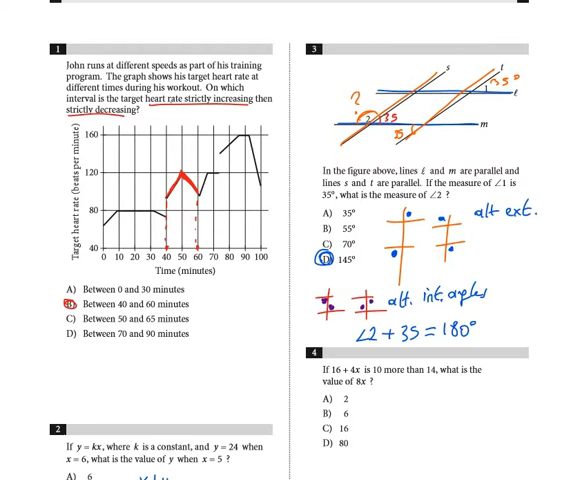 1
John runs at different speeds as part of his training
program. The graph shows his target heart rate at
different times during his workout. On which
interval is the target heart rate strictly increasing then
strictly decreasing?
Target heart rate (beats per minute)
160
120
80
40
0 10 20 30 40 50 60 70 80 90 100
Time (minutes)
A) Between 0 and 30 minutes
B) Between 40 and 60 minutes
C) Between 50 and 65 minutes
D) Between 70 and 90 minutes
2
If y = kx, where k is a constant, and y = 24 when
x = 6, what is the value of y when x = 5 ?
A) 6
3
s
t
35°
1
ℓ
?
2
35
m
35
In the figure above, lines ℓ and m are parallel and
lines s and t are parallel. If the measure of ∠1 is
35°, what is the measure of ∠2 ?
A) 35°
B) 55°
C) 70°
D) 145°
alt ext.
alt. int. angles
∠2 + 35 = 180°
4
If 16 + 4x is 10 more than 14, what is the
value of 8x ?
A) 2
B) 6
C) 16
D) 80